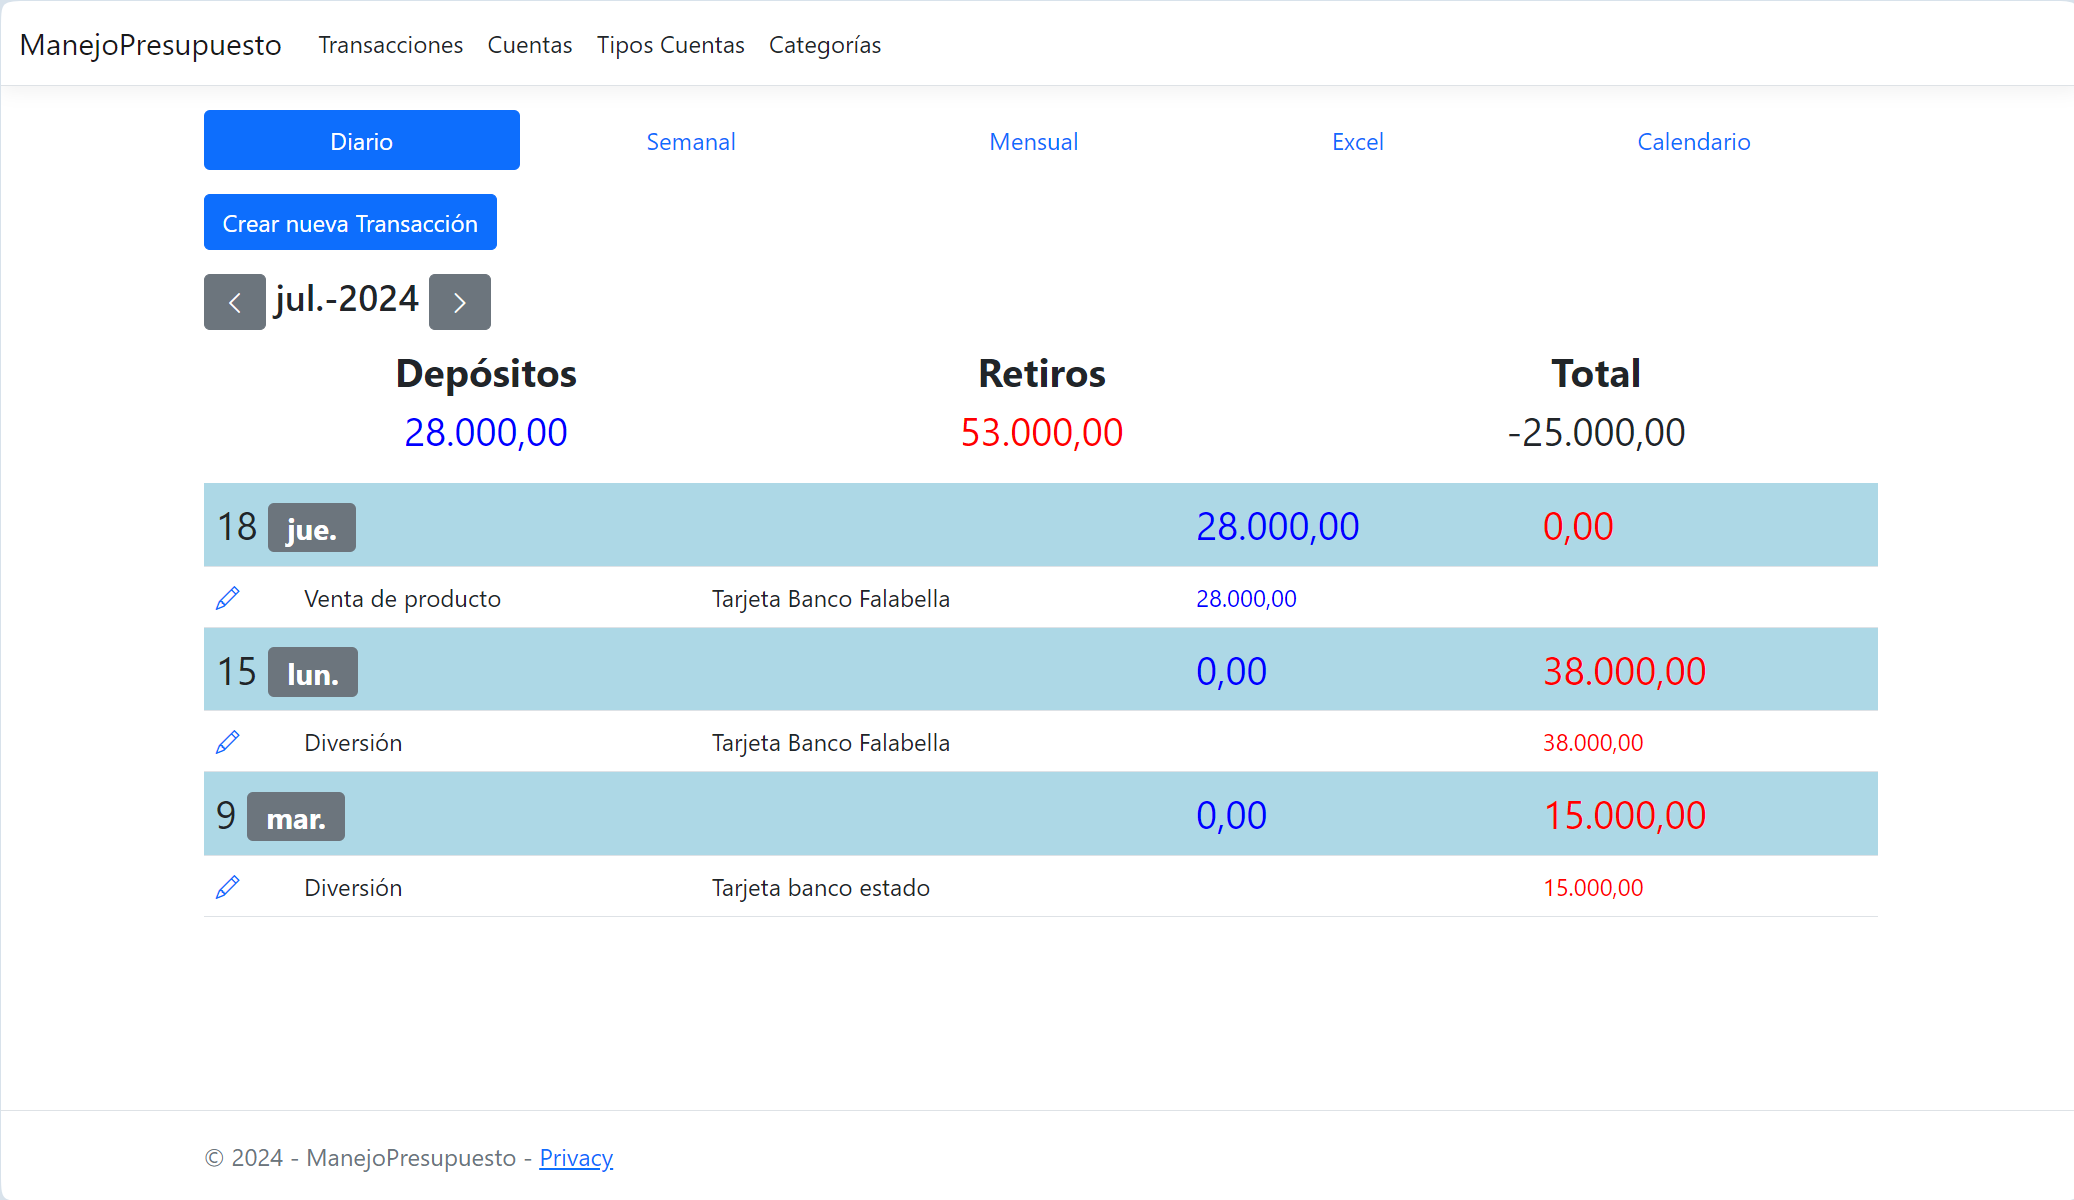 ManejoPresupuesto Transacciones Cuentas Tipos Cuentas Categorías
Diario Semanal Mensual Excel Calendario
Crear nueva Transacción
jul.-2024
Depósitos Retiros Total
28.000,00 53.000,00 -25.000,00
18 jue. 28.000,00 0,00
Venta de producto Tarjeta Banco Falabella 28.000,00
15 lun. 0,00 38.000,00
Diversión Tarjeta Banco Falabella 38.000,00
9 mar. 0,00 15.000,00
Diversión Tarjeta banco estado 15.000,00
© 2024 - ManejoPresupuesto - Privacy